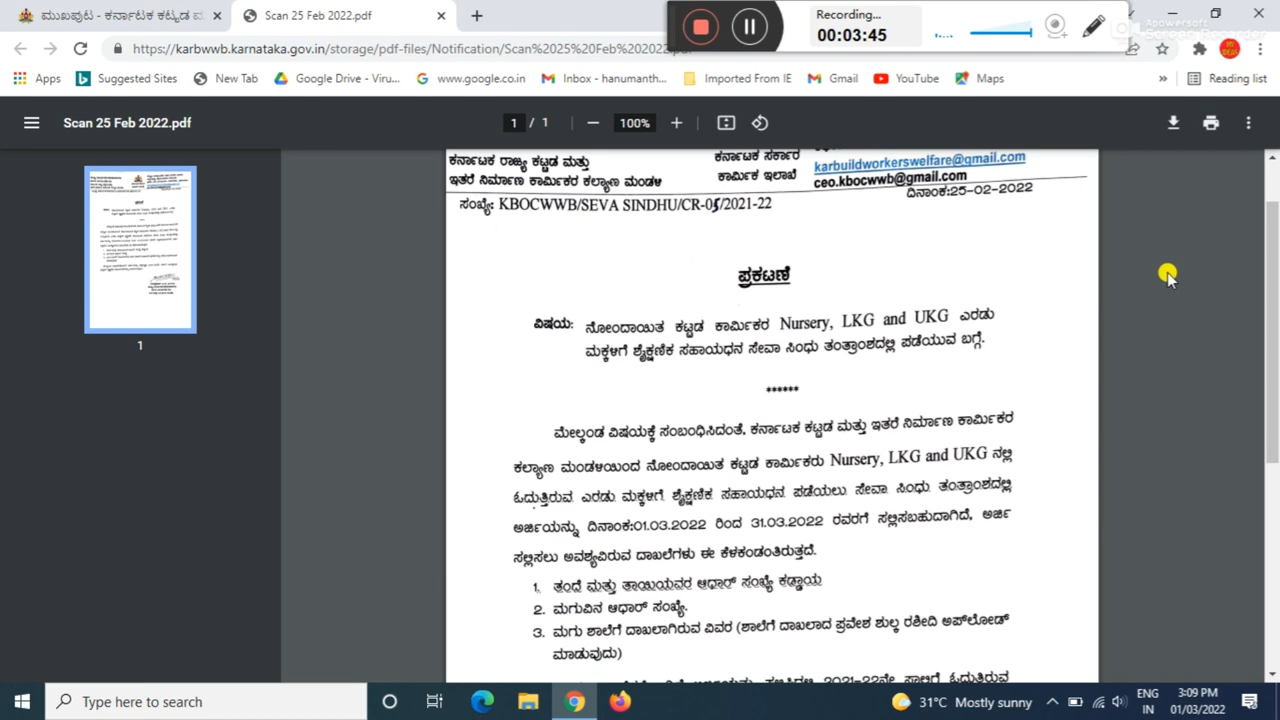 ಮುಖಪುಟ - ಕರ್ನಾಟಕ ಕಟ್ಟಡ ಮ
Scan 25 Feb 2022.pdf
Recording...
00:03:45
Apowersoft
Screen Recorder
https://karbwwb.karnataka.gov.in/storage/pdf-files/Notification/Scan%2025%20Feb%202022.pdf
Apps
Suggested Sites
New Tab
Google Drive - Viru...
www.google.co.in
Inbox - hanumanth...
Imported From IE
Gmail
YouTube
Maps
»
Reading list
Scan 25 Feb 2022.pdf
1 / 1
100%
ಕರ್ನಾಟಕ ರಾಜ್ಯ ಕಟ್ಟಡ ಮತ್ತು
ಇತರೆ ನಿರ್ಮಾಣ ಕಾರ್ಮಿಕರ ಕಲ್ಯಾಣ ಮಂಡಳಿ
ಕರ್ನಾಟಕ ಸರ್ಕಾರ
ಕಾರ್ಮಿಕ ಇಲಾಖೆ
karbuildworkerswelfare@gmail.com
ceo.kbocwwb@gmail.com
ದಿನಾಂಕ:25-02-2022
ಸಂಖ್ಯೆ: KBOCWWB/SEVA SINDHU/CR-05/2021-22
ಪ್ರಕಟಣೆ
ವಿಷಯ: ನೋಂದಾಯಿತ ಕಟ್ಟಡ ಕಾರ್ಮಿಕರ Nursery, LKG and UKG ಎರಡು
ಮಕ್ಕಳಿಗೆ ಶೈಕ್ಷಣಿಕ ಸಹಾಯಧನ ಸೇವಾ ಸಿಂಧು ತಂತ್ರಾಂಶದಲ್ಲಿ ಪಡೆಯುವ ಬಗ್ಗೆ.
******
ಮೇಲ್ಕಂಡ ವಿಷಯಕ್ಕೆ ಸಂಬಂಧಿಸಿದಂತೆ, ಕರ್ನಾಟಕ ಕಟ್ಟಡ ಮತ್ತು ಇತರೆ ನಿರ್ಮಾಣ ಕಾರ್ಮಿಕರ
ಕಲ್ಯಾಣ ಮಂಡಳಿಯಿಂದ ನೋಂದಾಯಿತ ಕಟ್ಟಡ ಕಾರ್ಮಿಕರು Nursery, LKG and UKG ನಲ್ಲಿ
ಓದುತ್ತಿರುವ ಎರಡು ಮಕ್ಕಳಿಗೆ ಶೈಕ್ಷಣಿಕ ಸಹಾಯಧನ ಪಡೆಯಲು ಸೇವಾ ಸಿಂಧು ತಂತ್ರಾಂಶದಲ್ಲಿ
ಅರ್ಜಿಯನ್ನು ದಿನಾಂಕ:01.03.2022 ರಿಂದ 31.03.2022 ರವರೆಗೆ ಸಲ್ಲಿಸಬಹುದಾಗಿದೆ, ಅರ್ಜಿ
ಸಲ್ಲಿಸಲು ಅವಶ್ಯವಿರುವ ದಾಖಲೆಗಳು ಈ ಕೆಳಕಂಡಂತಿರುತ್ತದೆ.
1. ತಂದೆ ಮತ್ತು ತಾಯಿಯವರ ಆಧಾರ್ ಸಂಖ್ಯೆ ಕಡ್ಡಾಯ
2. ಮಗುವಿನ ಆಧಾರ್ ಸಂಖ್ಯೆ.
3. ಮಗು ಶಾಲೆಗೆ ದಾಖಲಾಗಿರುವ ವಿವರ (ಶಾಲೆಗೆ ದಾಖಲಾದ ಪ್ರವೇಶ ಶುಲ್ಕ ರಶೀದಿ ಅಪ್‌ಲೋಡ್
ಮಾಡುವುದು)
2021-22ನೇ ಸಾಲಿಗೆ ಓದುತ್ತಿರುವ
1
Type here to search
31°C Mostly sunny
ENG
IN
3:09 PM
01/03/2022